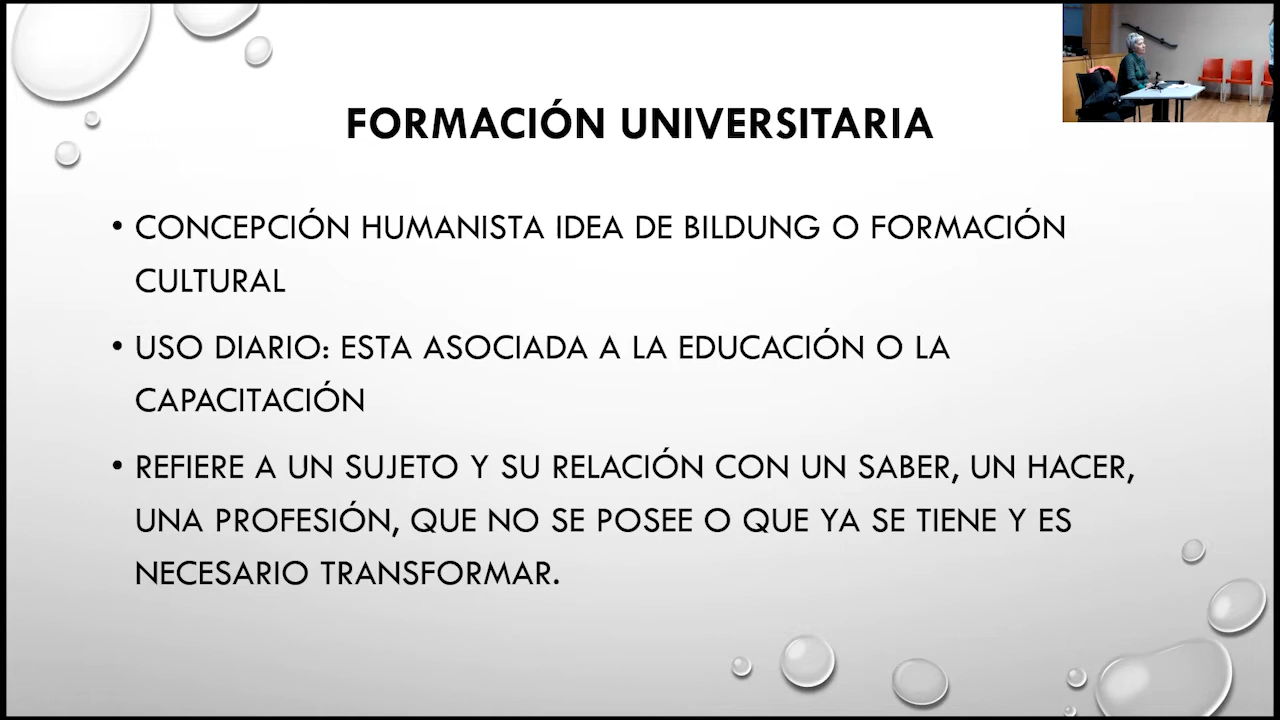 FORMACIÓN UNIVERSITARIA
• CONCEPCIÓN HUMANISTA IDEA DE BILDUNG O FORMACIÓN
CULTURAL
• USO DIARIO: ESTA ASOCIADA A LA EDUCACIÓN O LA
CAPACITACIÓN
• REFIERE A UN SUJETO Y SU RELACIÓN CON UN SABER, UN HACER,
UNA PROFESIÓN, QUE NO SE POSEE O QUE YA SE TIENE Y ES
NECESARIO TRANSFORMAR.